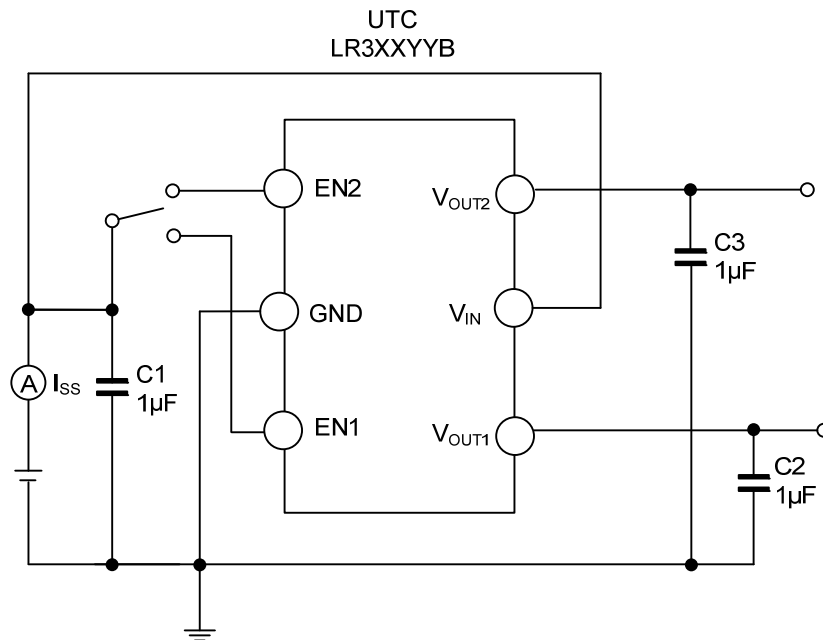 UTC
LR3XXYYB
EN2
VOUT2
C3
1µF
GND
VIN
A
ISS
C1
1µF
EN1
VOUT1
C2
1µF